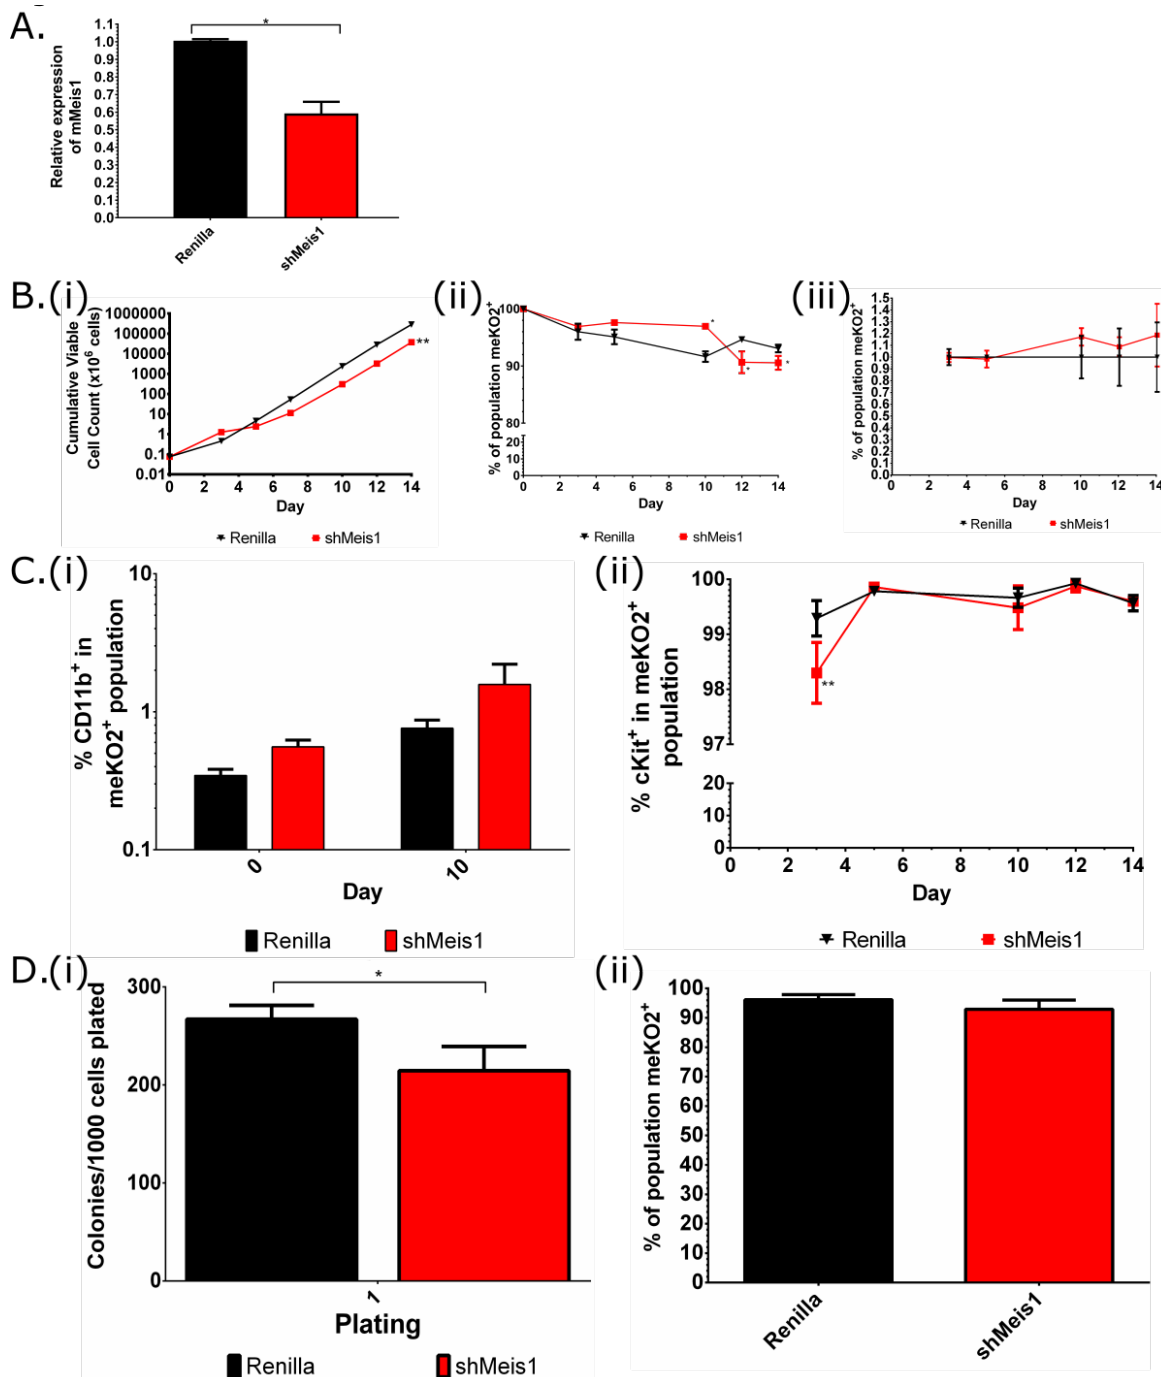 A.
*
Relative expression
of mMeis1
1.1
1.0
0.9
0.8
0.7
0.6
0.5
0.4
0.3
0.2
0.1
0.0
Renilla
shMeis1
B.(i)
Cumulative Viable
Cell Count (x10⁶ cells)
1000000
100000
10000
1000
100
10
1
0.1
0.01
**
0 2 4 6 8 10 12 14
Day
Renilla shMeis1
(ii)
% of population meKO2⁺
100
90
80
20
10
0
*
*
*
0 2 4 6 8 10 12 14
Day
Renilla shMeis1
(iii)
% of population meKO2⁺
1.5
1.4
1.3
1.2
1.1
1.0
0.9
0.8
0.7
0.6
0.5
0.4
0.3
0.2
0.1
0.0
0 2 4 6 8 10 12 14
Day
Renilla shMeis1
C.(i)
% CD11b⁺ in
meKO2⁺ population
10
1
0.1
0 10
Day
Renilla shMeis1
(ii)
% cKit⁺ in meKO2⁺
population
100
99
98
97
20
10
0
**
0 2 4 6 8 10 12 14
Day
Renilla shMeis1
D.(i)
Colonies/1000 cells plated
300
200
100
0
*
1
Plating
Renilla shMeis1
(ii)
% of population meKO2⁺
100
90
80
70
60
50
40
30
20
10
0
Renilla
shMeis1